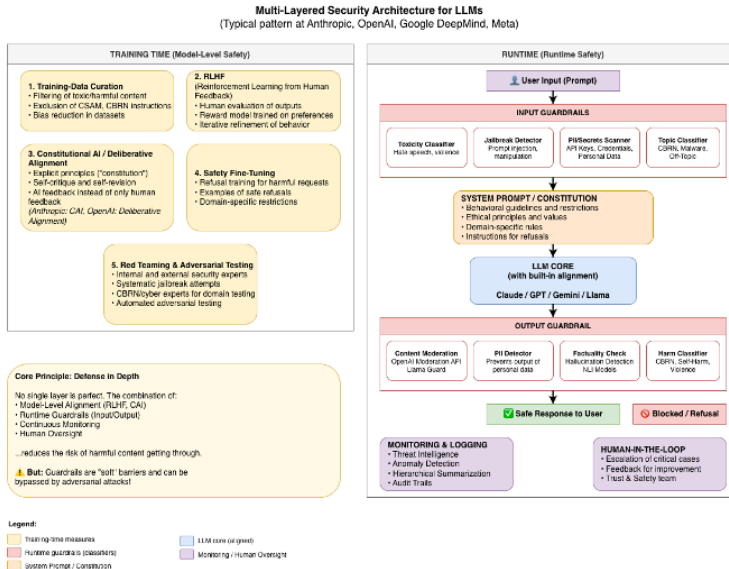 Multi-Layered Security Architecture for LLMs
(Typical pattern at Anthropic, OpenAI, Google DeepMind, Meta)
TRAINING TIME (Model-Level Safety)
1. Training-Data Curation
• Filtering of toxic/harmful content
• Exclusion of CSAM, CBRN instructions
• Bias reduction in datasets
2. RLHF
(Reinforcement Learning from Human
Feedback)
• Human evaluation of outputs
• Reward model trained on preferences
• Iterative refinement of behavior
3. Constitutional AI / Deliberative
Alignment
• Explicit principles ("constitution")
• Self-critique and self-revision
• AI feedback instead of only human
feedback
(Anthropic: CAI, OpenAI: Deliberative
Alignment)
4. Safety Fine-Tuning
• Refusal training for harmful requests
• Examples of safe refusals
• Domain-specific restrictions
5. Red Teaming & Adversarial Testing
• Internal and external security experts
• Systematic jailbreak attempts
• CBRN/cyber experts for domain testing
• Automated adversarial testing
Core Principle: Defense in Depth
No single layer is perfect. The combination of:
• Model-Level Alignment (RLHF, CAI)
• Runtime Guardrails (Input/Output)
• Continuous Monitoring
• Human Oversight
...reduces the risk of harmful content getting through.
⚠️ But: Guardrails are "soft" barriers and can
be bypassed by adversarial attacks!
RUNTIME (Runtime Safety)
👤 User Input (Prompt)
INPUT GUARDRAILS
Toxicity Classifier
Hate speech, violence
Jailbreak Detector
Prompt injection,
manipulation
PII/Secrets Scanner
API Keys, Credentials,
Personal Data
Topic Classifier
CBRN, Malware,
Off-Topic
SYSTEM PROMPT / CONSTITUTION
• Behavioral guidelines and restrictions
• Ethical principles and values
• Domain-specific rules
• Instructions for refusals
LLM CORE
(with built-in alignment)
Claude / GPT / Gemini / Llama
OUTPUT GUARDRAIL
Content Moderation
OpenAI Moderation API
Llama Guard
PII Detector
Prevents output of
personal data
Factuality Check
Hallucination Detection
NLI Models
Harm Classifier
CBRN, Self-Harm,
Violence
✅ Safe Response to User
🚫 Blocked / Refusal
MONITORING & LOGGING
• Threat Intelligence
• Anomaly Detection
• Hierarchical Summarization
• Audit Trails
HUMAN-IN-THE-LOOP
• Escalation of critical cases
• Feedback for improvement
• Trust & Safety team
Legend:
Training-time measures
Runtime guardrails (classifiers)
System Prompt / Constitution
LLM core (aligned)
Monitoring / Human Oversight